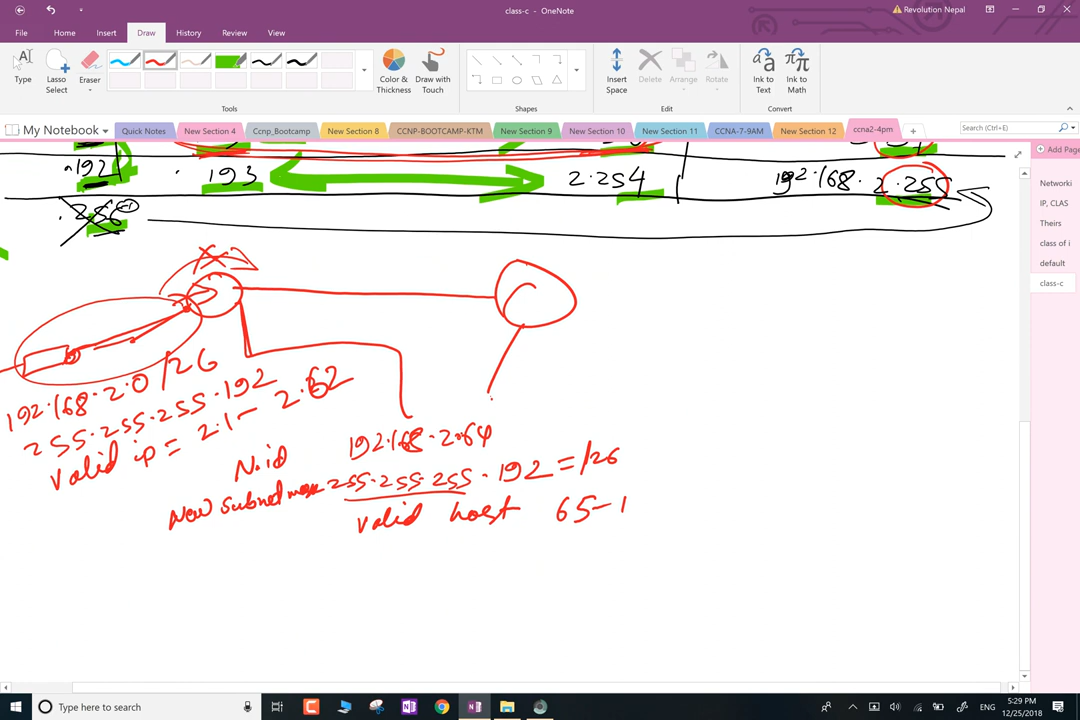 class-c - OneNote
Revolution Nepal
File Home Insert Draw History Review View
Type
Lasso Select
Eraser
Color & Thickness
Draw with Touch
Insert Space
Delete
Arrange
Rotate
Ink to Text
Ink to Math
Tools
Shapes
Edit
Convert
My Notebook
Quick Notes
New Section 4
Ccnp_Bootcamp
New Section 8
CCNP-BOOTCAMP-KTM
New Section 9
New Section 10
New Section 11
CCNA-7-9AM
New Section 12
ccna2-4pm
Search (Ctrl+E)
Add Page
Networki
IP, CLAS
Theirs
class of i
default
class-c
.192 .193 2.254 192.168.2.255
.256 -1
192.168.2.0 /26
255.255.255.192
valid ip = 2.1 - 2.62
N.id 192.168.2.64
New subnet 255.255.255.192 = /26
valid host 65-1
Type here to search
ENG
5:29 PM
12/25/2018